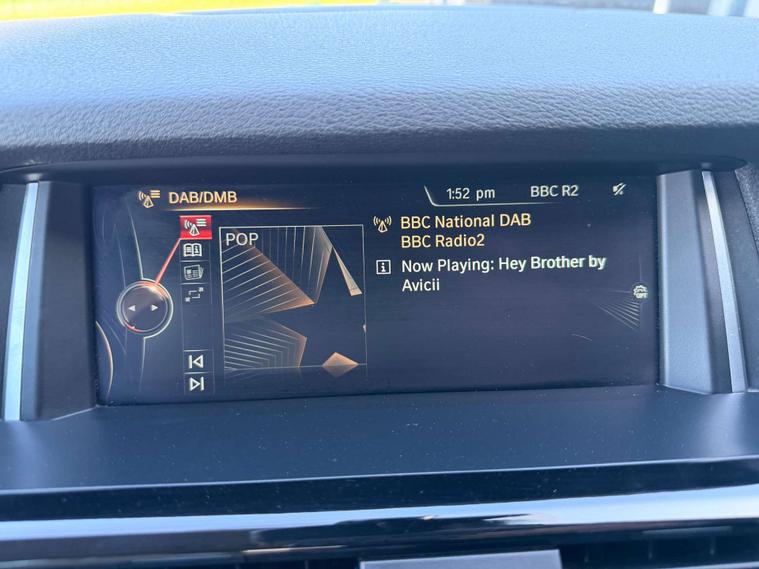 DAB/DMB
1:52 pm
BBC R2
POP
BBC National DAB
BBC Radio2
Now Playing: Hey Brother by
Avicii
OFF